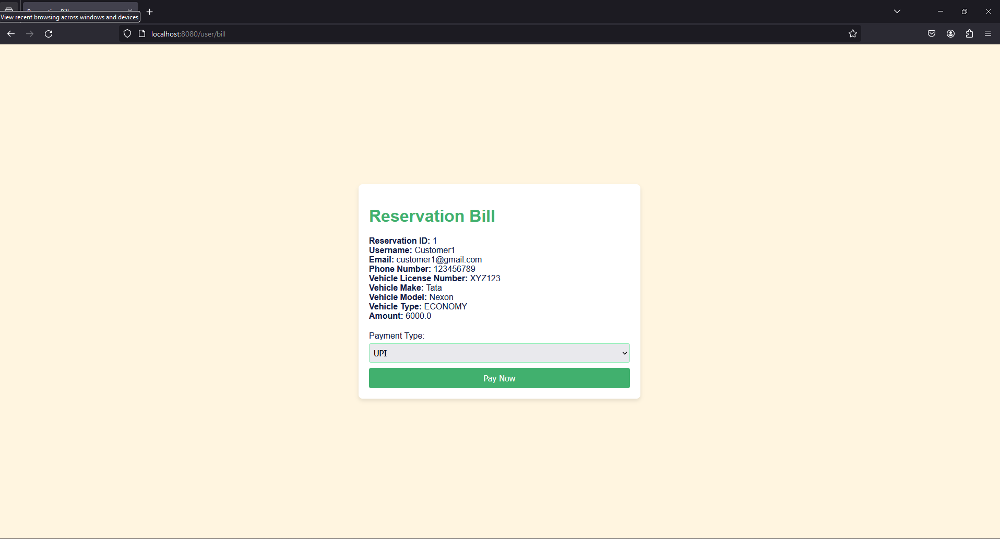 View recent browsing across windows and devices
localhost:8080/user/bill
Reservation Bill
Reservation ID: 1
Username: Customer1
Email: customer1@gmail.com
Phone Number: 123456789
Vehicle License Number: XYZ123
Vehicle Make: Tata
Vehicle Model: Nexon
Vehicle Type: ECONOMY
Amount: 6000.0
Payment Type:
UPI
Pay Now